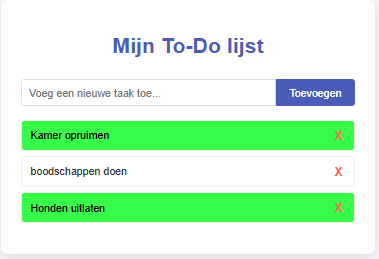 Mijn To-Do lijst
Voeg een nieuwe taak toe...
Toevoegen
Kamer opruimen X
boodschappen doen X
Honden uitlaten X